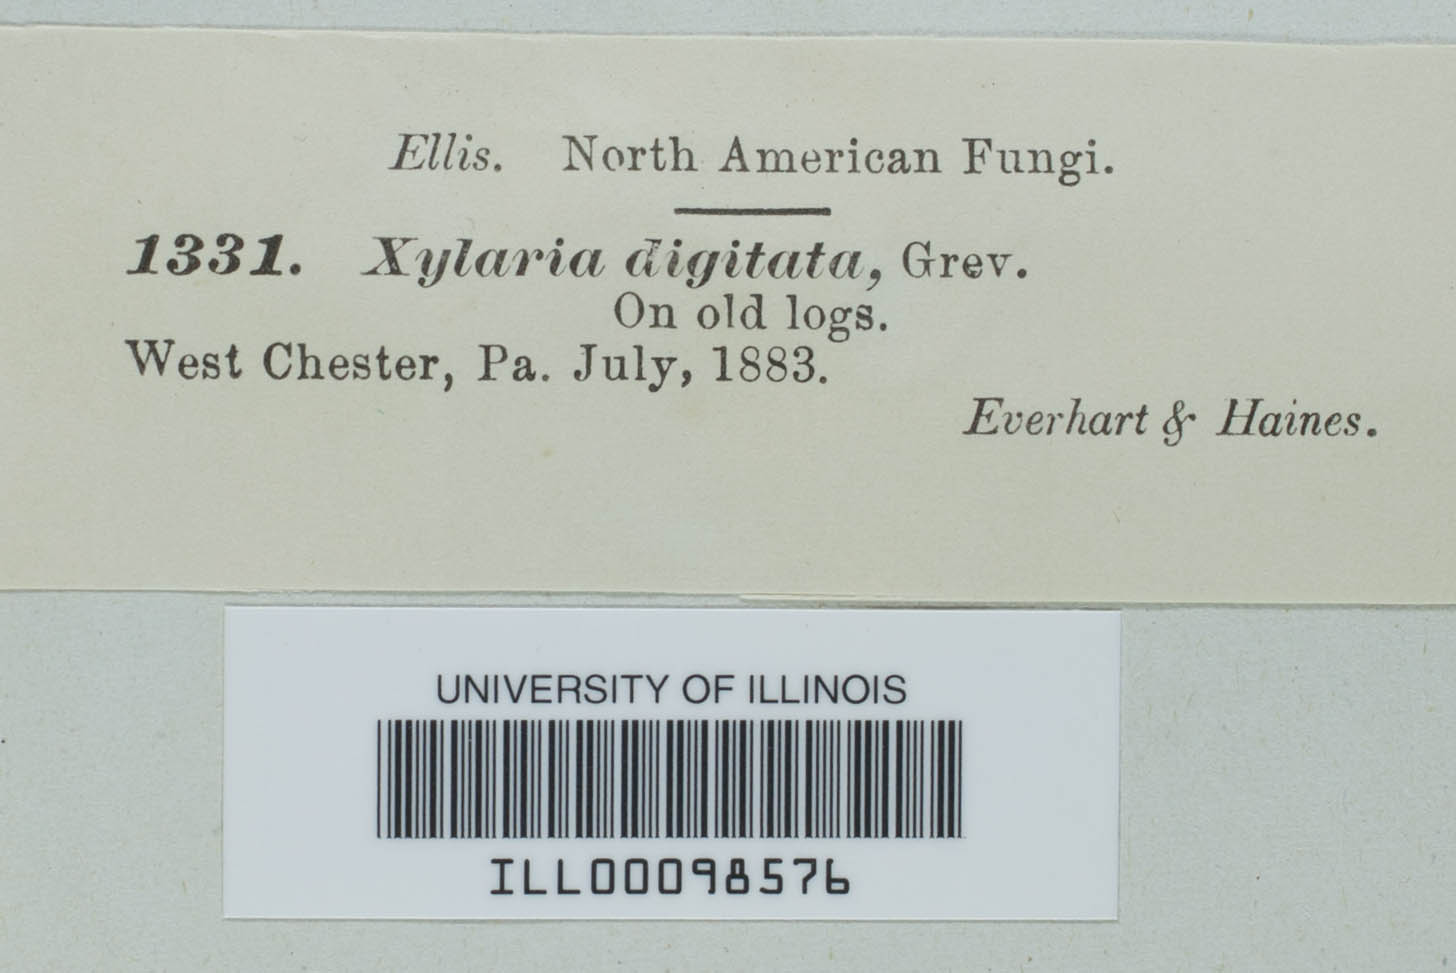 Ellis. North American Fungi.
1331. Xylaria digitata, Grev.
On old logs.
West Chester, Pa. July, 1883.
Everhart & Haines.
UNIVERSITY OF ILLINOIS
ILL00098576